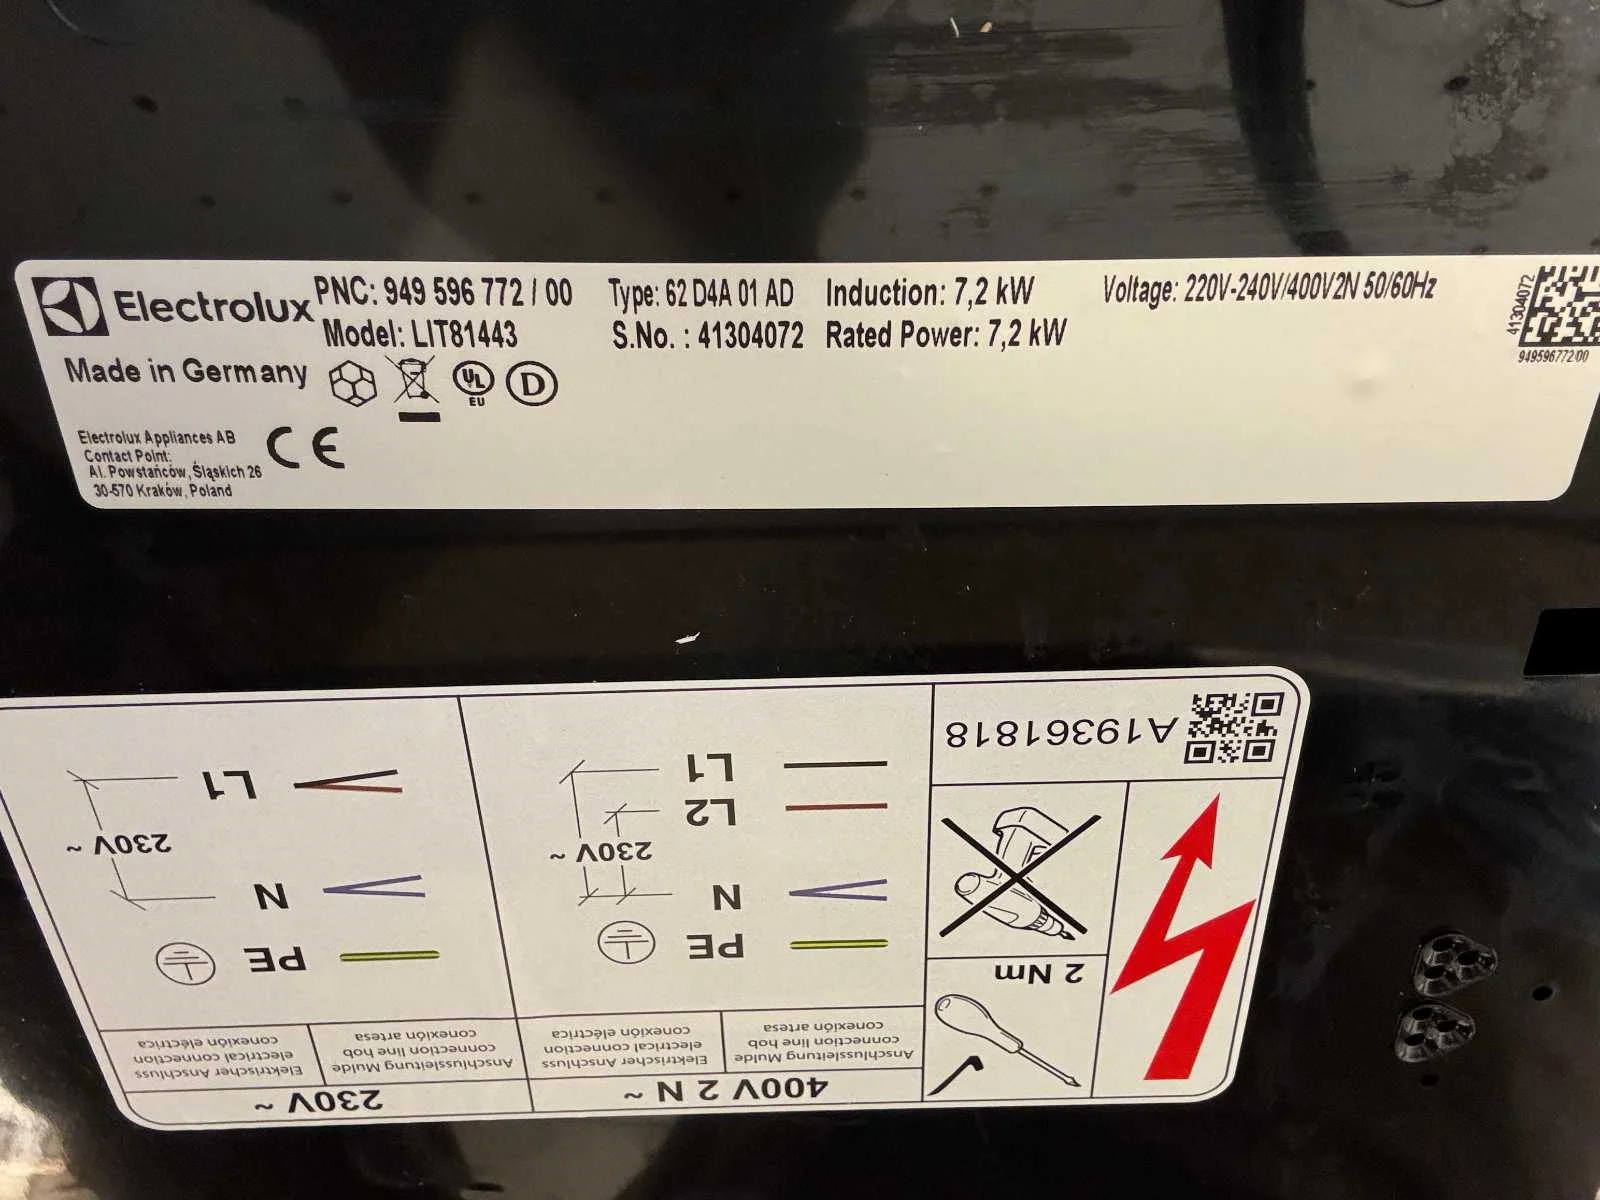 Electrolux
PNC: 949 596 772 / 00
Type: 62 D4A 01 AD
Induction: 7,2 kW
Voltage: 220V-240V/400V2N 50/60Hz
Model: LIT81443
S.No. : 41304072
Rated Power: 7,2 kW
Made in Germany
UL
EU
D
41304072
949596772/00
Electrolux Appliances AB
Contact Point:
Al. Powstańców, Śląskich 26
30-570 Kraków, Poland
CE
400V 2 N ~
230V ~
Anschlussleitung Mulde
connection line hob
conexión artesa
Elektrischer Anschluss
electrical connection
conexión eléctrica
Anschlussleitung Mulde
connection line hob
conexión artesa
Elektrischer Anschluss
electrical connection
conexión eléctrica
2 Nm
PE
PE
N
N
230V ~
230V ~
L2
L1
L1
A19361818